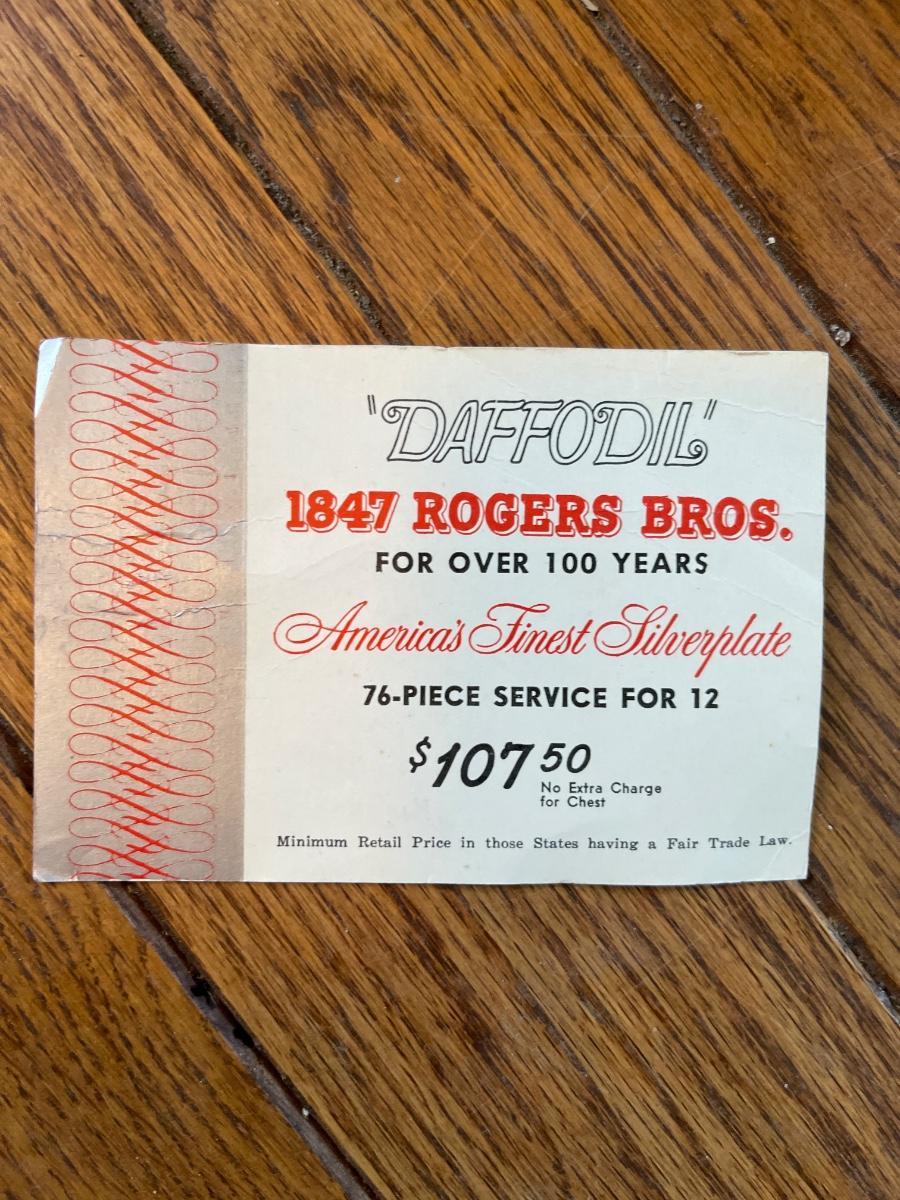 "DAFFODIL"
1847 ROGERS BROS.
FOR OVER 100 YEARS
America's Finest Silverplate
76-PIECE SERVICE FOR 12
$107 50
No Extra Charge
for Chest
Minimum Retail Price in those States having a Fair Trade Law.